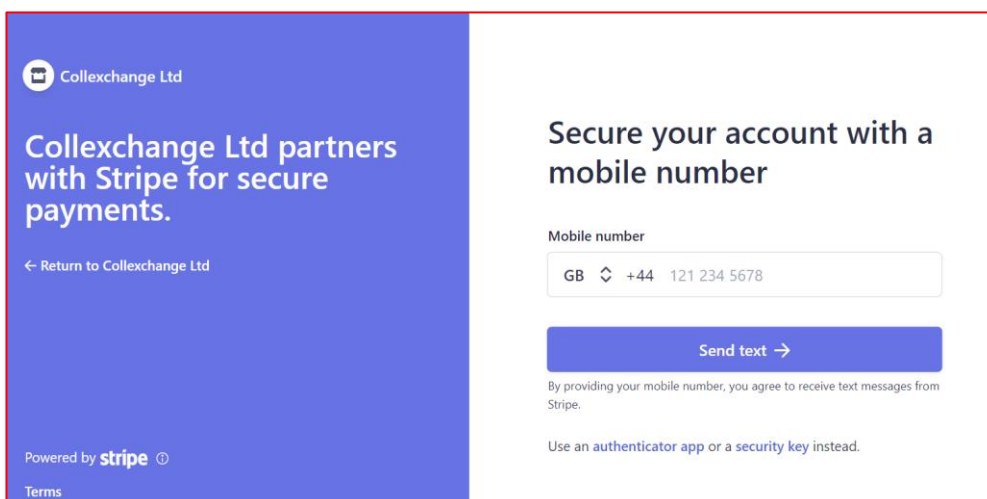 Collexchange Ltd
Collexchange Ltd partners
with Stripe for secure
payments.
← Return to Collexchange Ltd
Powered by stripe
Terms
Secure your account with a
mobile number
Mobile number
GB +44 121 234 5678
Send text →
By providing your mobile number, you agree to receive text messages from
Stripe.
Use an authenticator app or a security key instead.